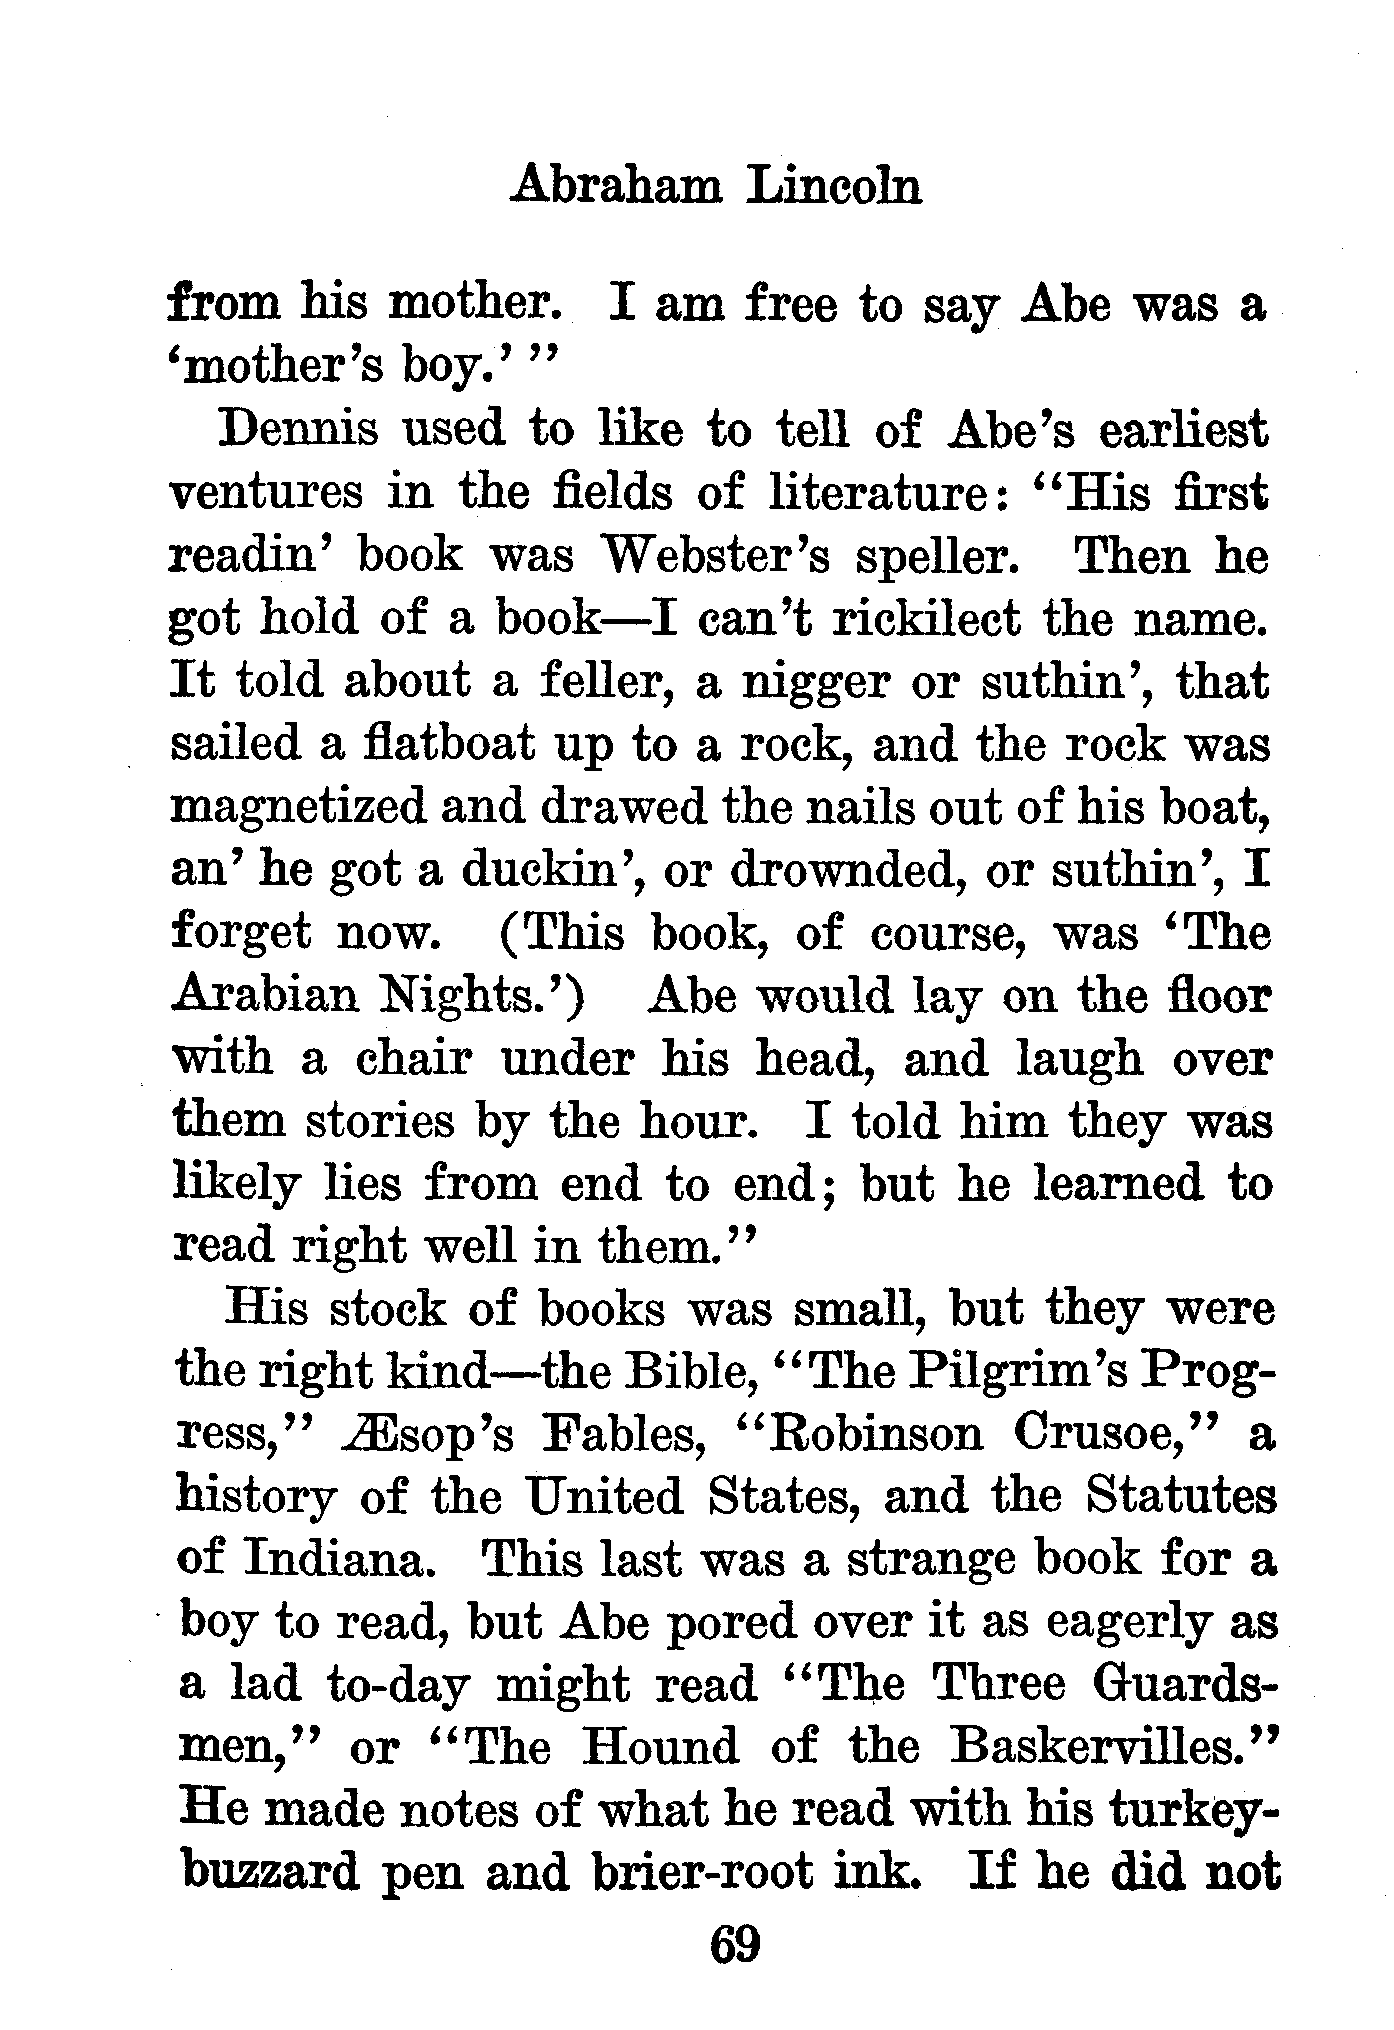 Abraham Lincoln
from his mother. I am free to say Abe was a
‘mother’s boy.’ ”
Dennis used to like to tell of Abe’s earliest
ventures in the fields of literature: “His first
readin’ book was Webster’s speller. Then he
got hold of a book—I can’t rickilect the name.
It told about a feller, a nigger or suthin’, that
sailed a flatboat up to a rock, and the rock was
magnetized and drawed the nails out of his boat,
an’ he got a duckin’, or drownded, or suthin’, I
forget now. (This book, of course, was ‘The
Arabian Nights.’) Abe would lay on the floor
with a chair under his head, and laugh over
them stories by the hour. I told him they was
likely lies from end to end; but he learned to
read right well in them.”
His stock of books was small, but they were
the right kind—the Bible, “The Pilgrim’s Prog-
ress,” Æsop’s Fables, “Robinson Crusoe,” a
history of the United States, and the Statutes
of Indiana. This last was a strange book for a
boy to read, but Abe pored over it as eagerly as
a lad to-day might read “The Three Guards-
men,” or “The Hound of the Baskervilles.”
He made notes of what he read with his turkey-
buzzard pen and brier-root ink. If he did not
69